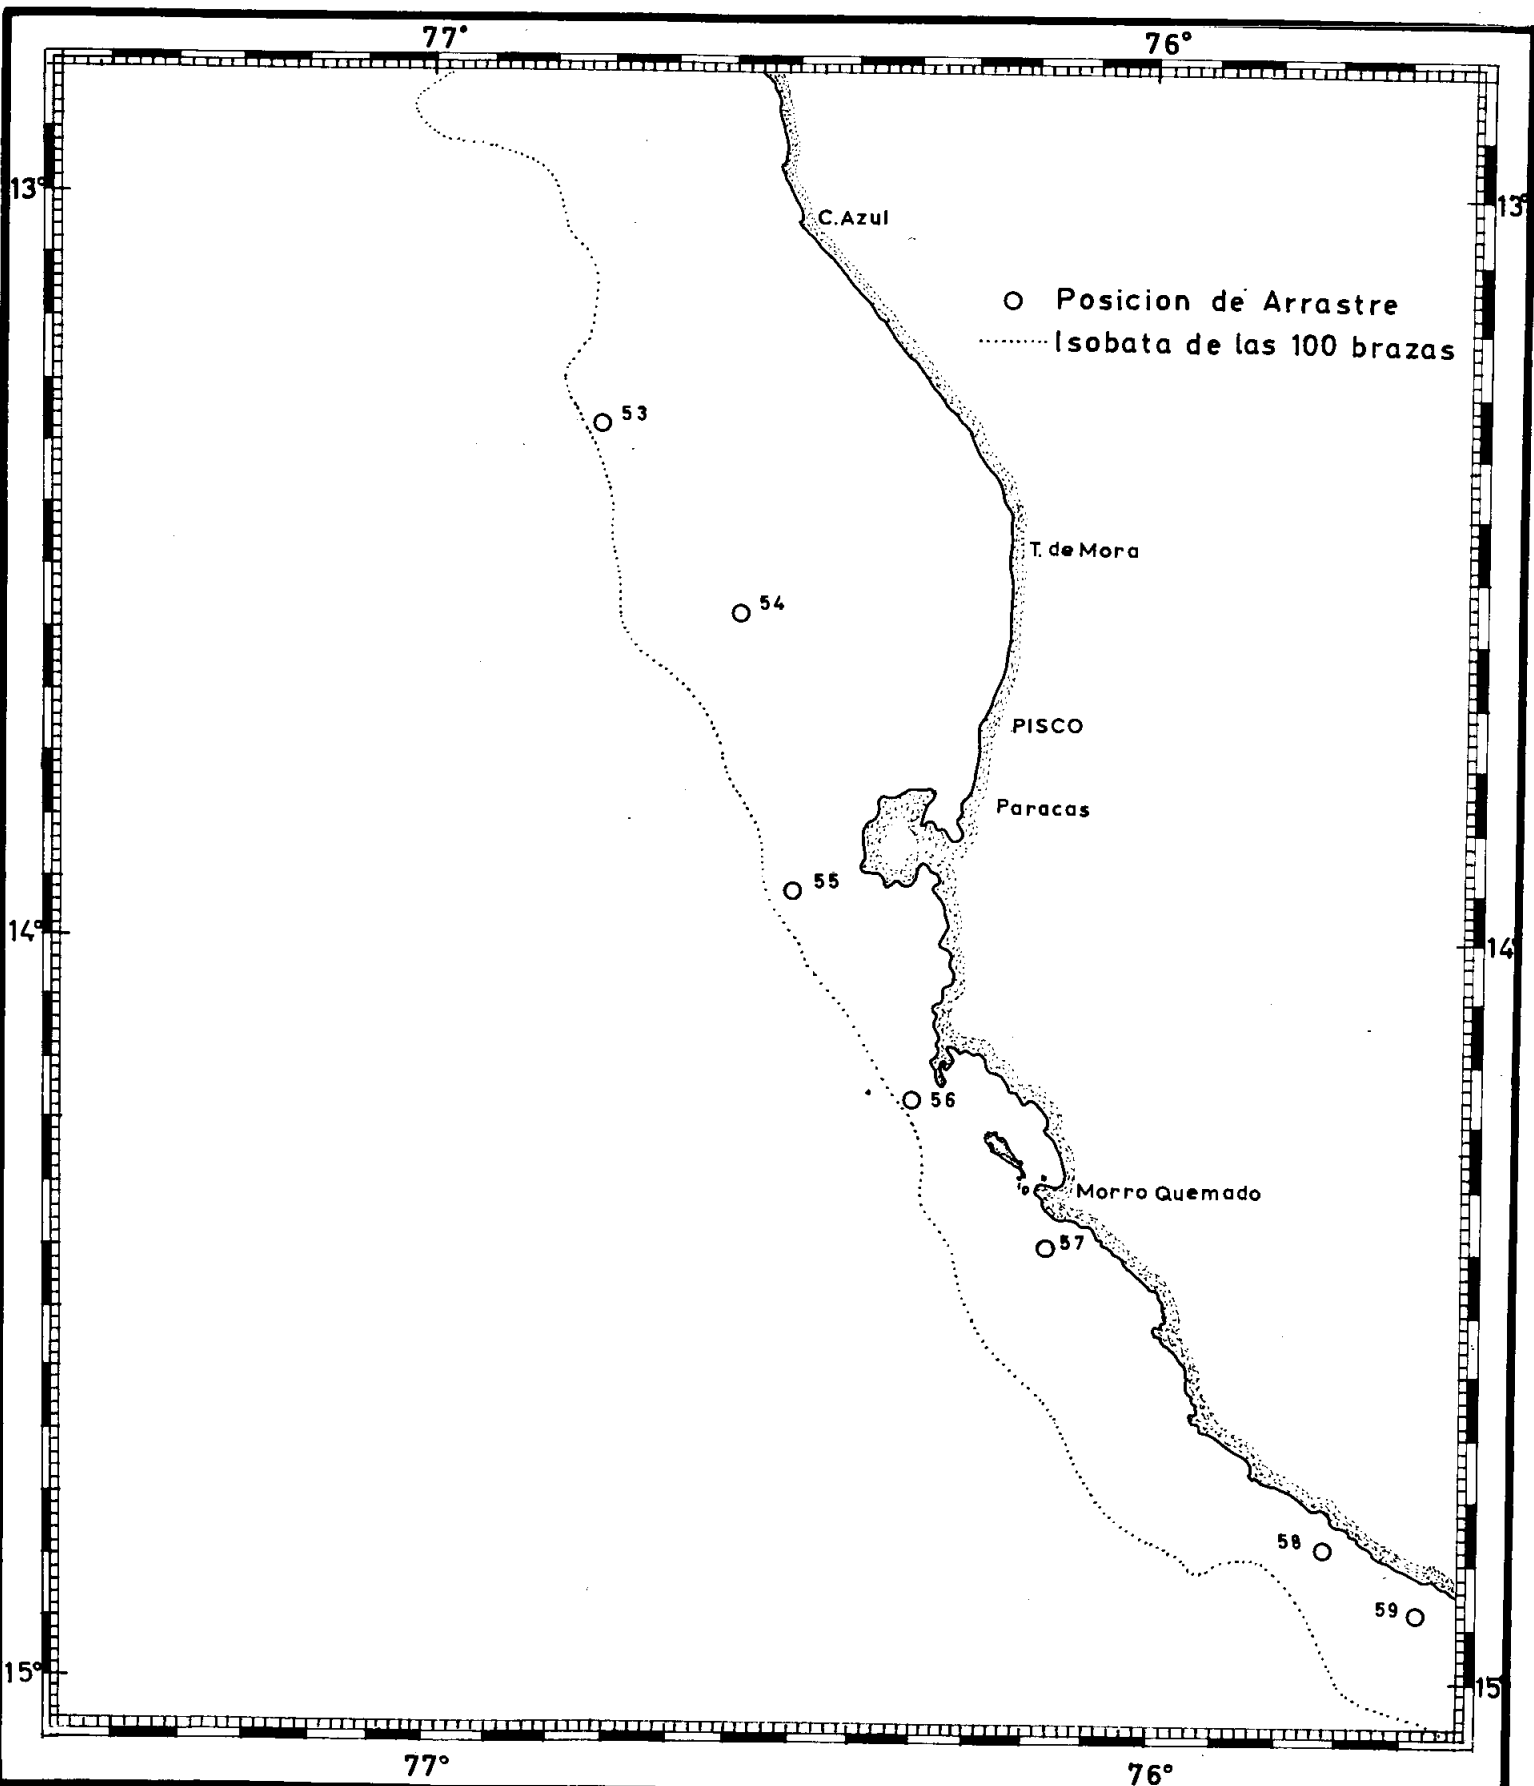 77° 76°
13° 13°
C.Azul
Posicion de Arrastre
Isobata de las 100 brazas
53
T. de Mora
54
PISCO
Paracas
55
14° 14°
56
Morro Quemado
57
58
59
15° 15
77° 76°